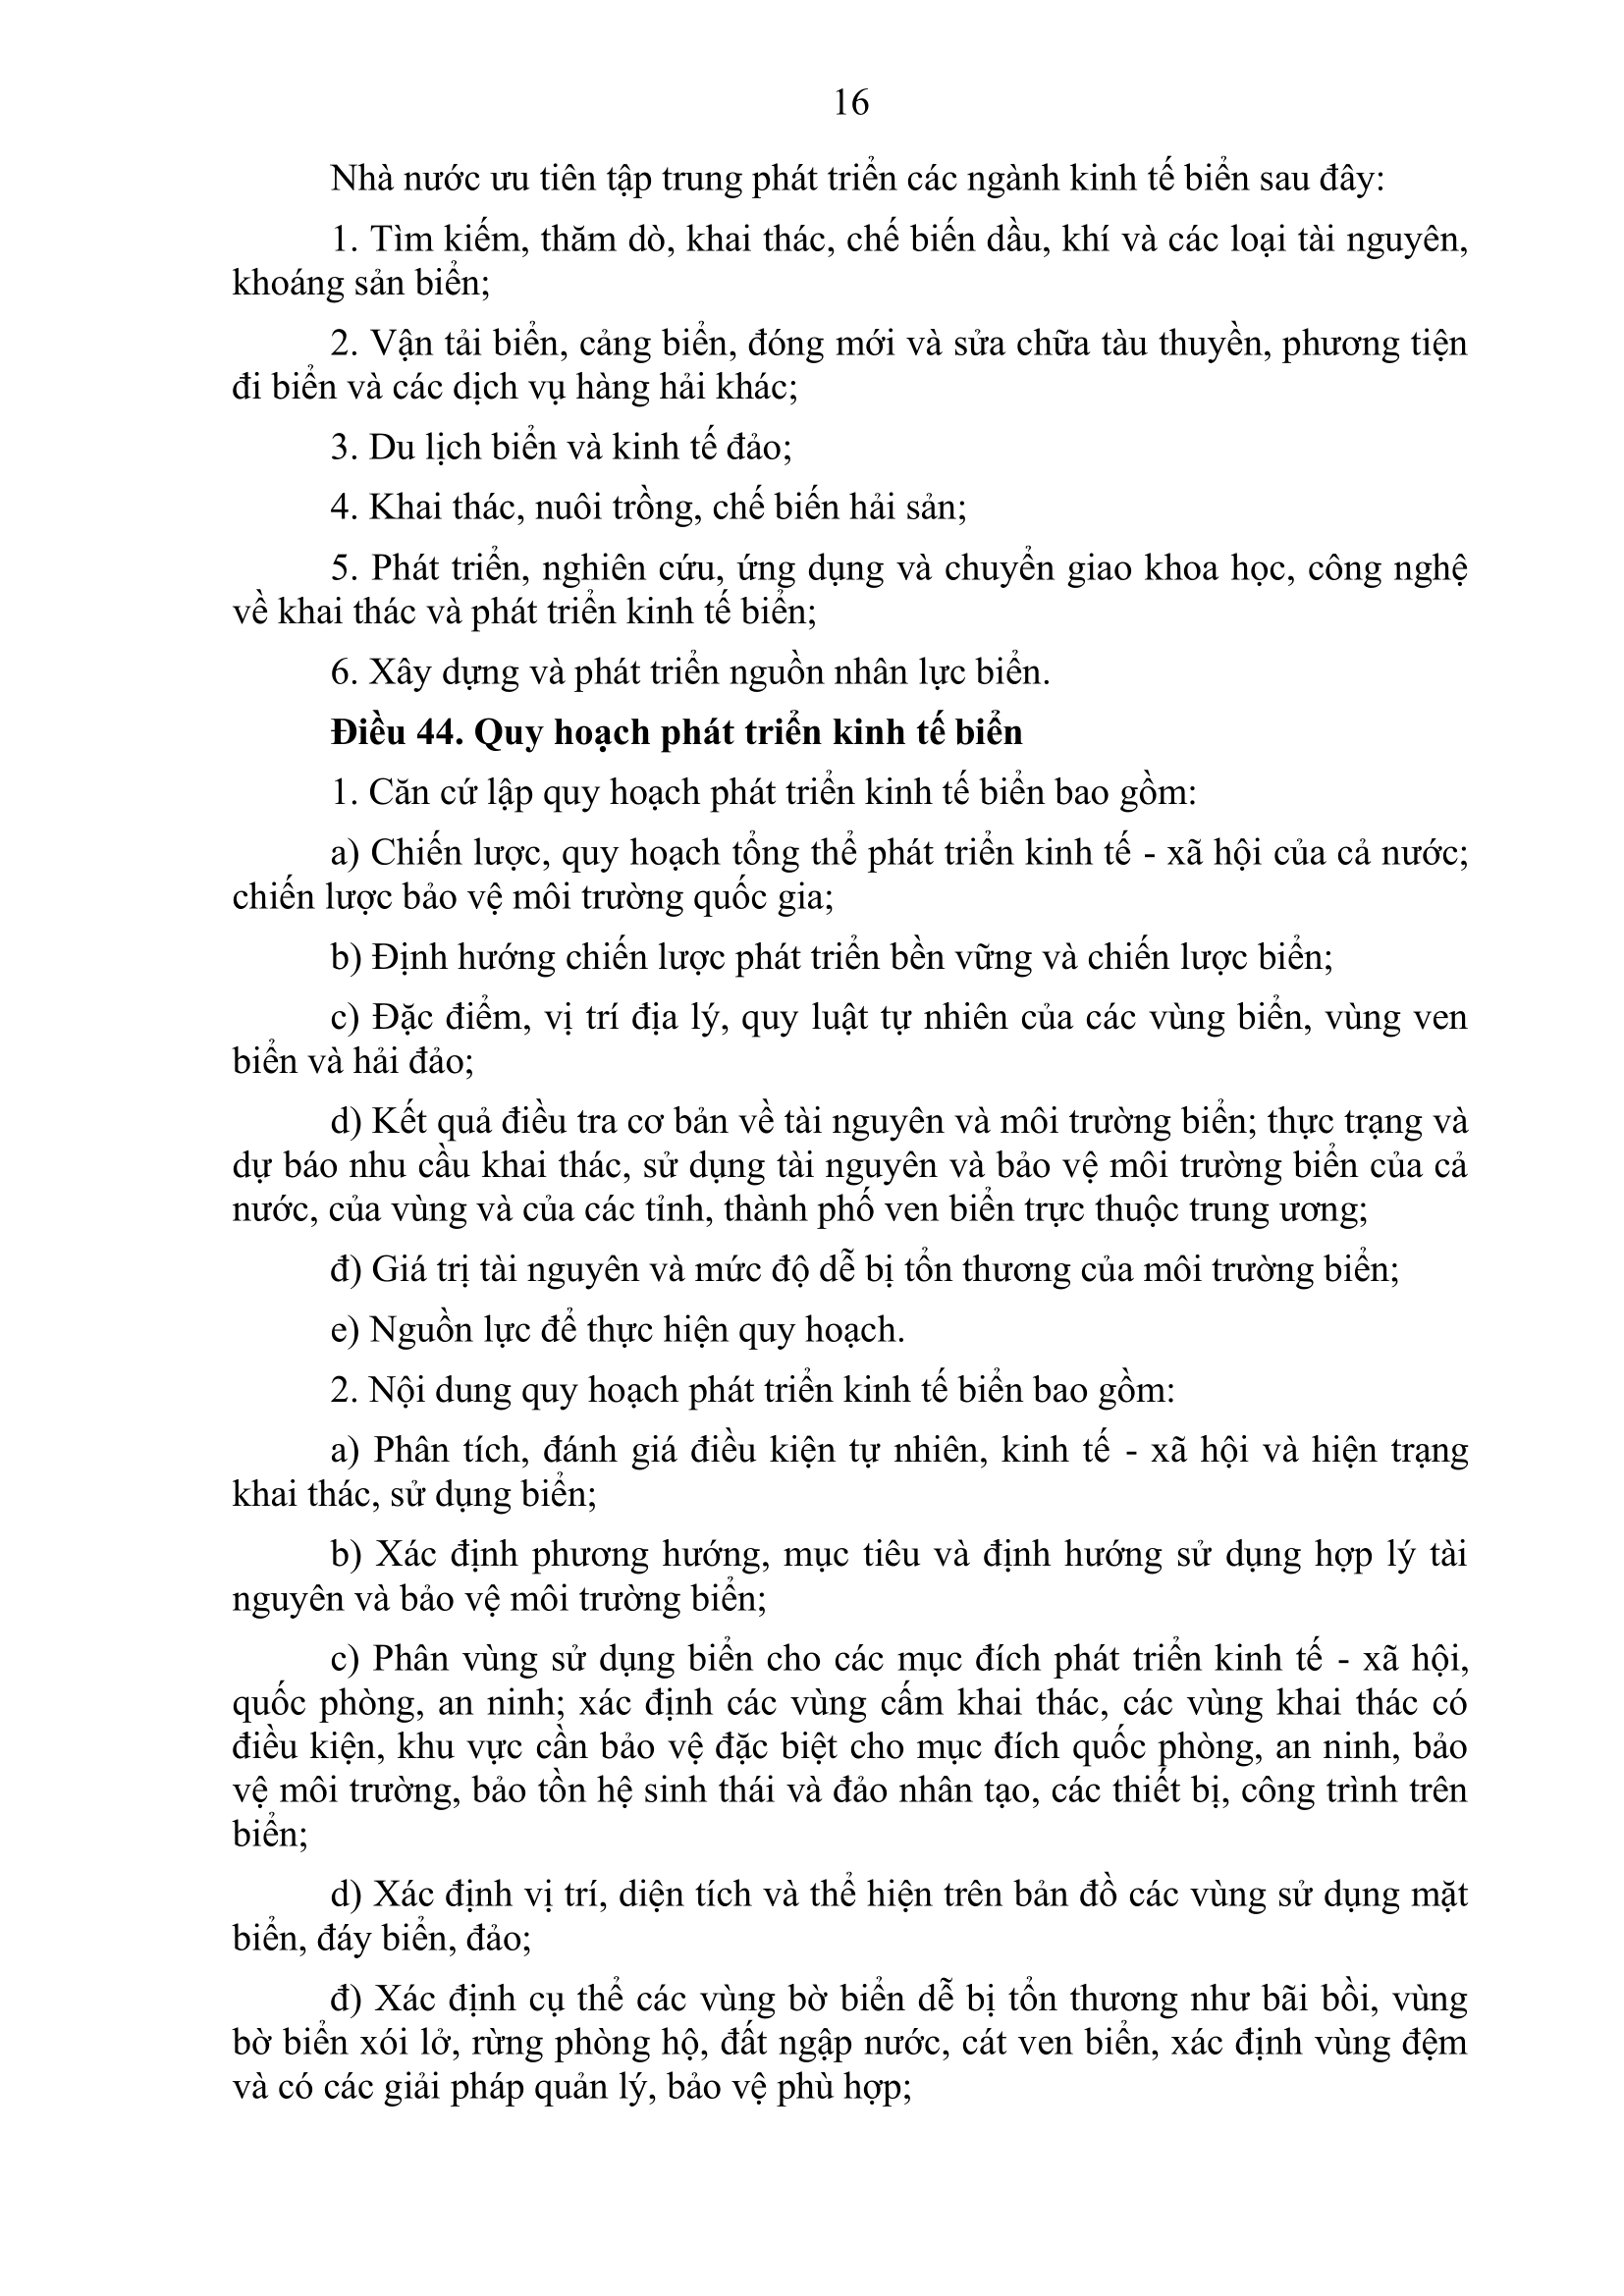 16
Nhà nước ưu tiên tập trung phát triển các ngành kinh tế biển sau đây:
1. Tìm kiếm, thăm dò, khai thác, chế biến dầu, khí và các loại tài nguyên,
khoáng sản biển;
2. Vận tải biển, cảng biển, đóng mới và sửa chữa tàu thuyền, phương tiện
đi biển và các dịch vụ hàng hải khác;
3. Du lịch biển và kinh tế đảo;
4. Khai thác, nuôi trồng, chế biến hải sản;
5. Phát triển, nghiên cứu, ứng dụng và chuyển giao khoa học, công nghệ
về khai thác và phát triển kinh tế biển;
6. Xây dựng và phát triển nguồn nhân lực biển.
Điều 44. Quy hoạch phát triển kinh tế biển
1. Căn cứ lập quy hoạch phát triển kinh tế biển bao gồm:
a) Chiến lược, quy hoạch tổng thể phát triển kinh tế - xã hội của cả nước;
chiến lược bảo vệ môi trường quốc gia;
b) Định hướng chiến lược phát triển bền vững và chiến lược biển;
c) Đặc điểm, vị trí địa lý, quy luật tự nhiên của các vùng biển, vùng ven
biển và hải đảo;
d) Kết quả điều tra cơ bản về tài nguyên và môi trường biển; thực trạng và
dự báo nhu cầu khai thác, sử dụng tài nguyên và bảo vệ môi trường biển của cả
nước, của vùng và của các tỉnh, thành phố ven biển trực thuộc trung ương;
đ) Giá trị tài nguyên và mức độ dễ bị tổn thương của môi trường biển;
e) Nguồn lực để thực hiện quy hoạch.
2. Nội dung quy hoạch phát triển kinh tế biển bao gồm:
a) Phân tích, đánh giá điều kiện tự nhiên, kinh tế - xã hội và hiện trạng
khai thác, sử dụng biển;
b) Xác định phương hướng, mục tiêu và định hướng sử dụng hợp lý tài
nguyên và bảo vệ môi trường biển;
c) Phân vùng sử dụng biển cho các mục đích phát triển kinh tế - xã hội,
quốc phòng, an ninh; xác định các vùng cấm khai thác, các vùng khai thác có
điều kiện, khu vực cần bảo vệ đặc biệt cho mục đích quốc phòng, an ninh, bảo
vệ môi trường, bảo tồn hệ sinh thái và đảo nhân tạo, các thiết bị, công trình trên
biển;
d) Xác định vị trí, diện tích và thể hiện trên bản đồ các vùng sử dụng mặt
biển, đáy biển, đảo;
đ) Xác định cụ thể các vùng bờ biển dễ bị tổn thương như bãi bồi, vùng
bờ biển xói lở, rừng phòng hộ, đất ngập nước, cát ven biển, xác định vùng đệm
và có các giải pháp quản lý, bảo vệ phù hợp;